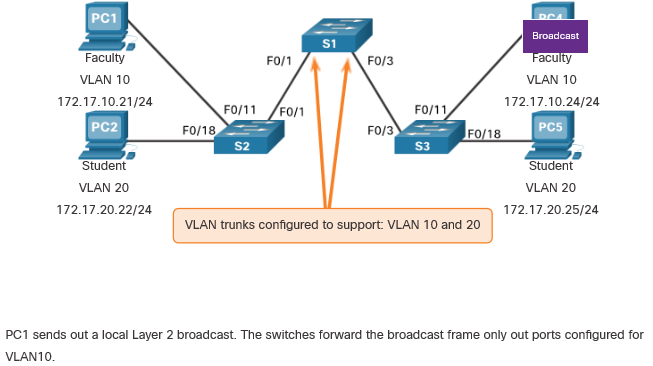 PC1
Faculty
VLAN 10
172.17.10.21/24
PC2
Student
VLAN 20
172.17.20.22/24
F0/11
F0/18
F0/1
S2
F0/1
S1
F0/3
VLAN trunks configured to support: VLAN 10 and 20
F0/3
S3
F0/11
F0/18
PC4
Broadcast
Faculty
VLAN 10
172.17.10.24/24
PC5
Student
VLAN 20
172.17.20.25/24
PC1 sends out a local Layer 2 broadcast. The switches forward the broadcast frame only out ports configured for
VLAN10.